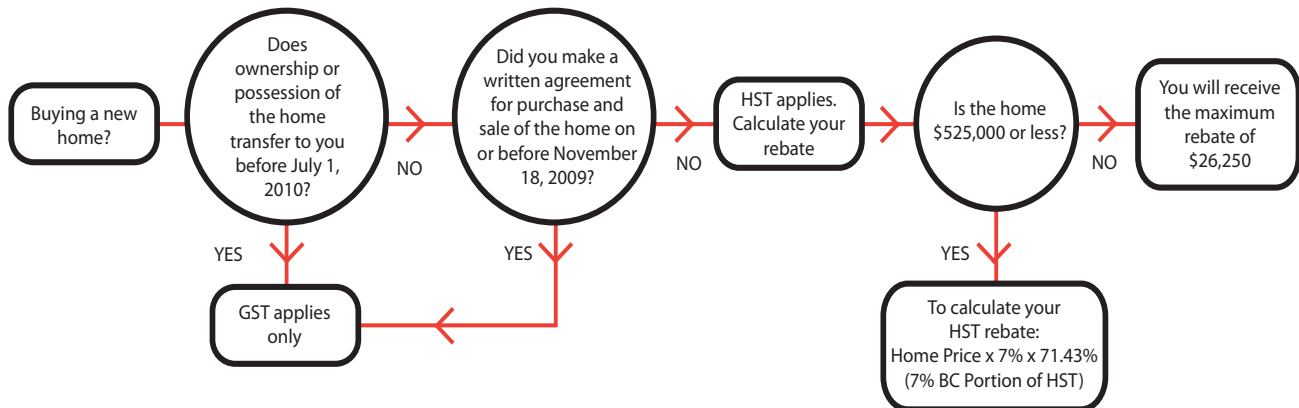 Buying a new
home?
Does
ownership or
possession of
the home
transfer to you
before July 1,
2010?
NO
YES
Did you make a
written agreement
for purchase and
sale of the home on
or before November
18, 2009?
NO
YES
GST applies
only
HST applies.
Calculate your
rebate
Is the home
$525,000 or less?
NO
YES
You will receive
the maximum
rebate of
$26,250
To calculate your
HST rebate:
Home Price x 7% x 71.43%
(7% BC Portion of HST)